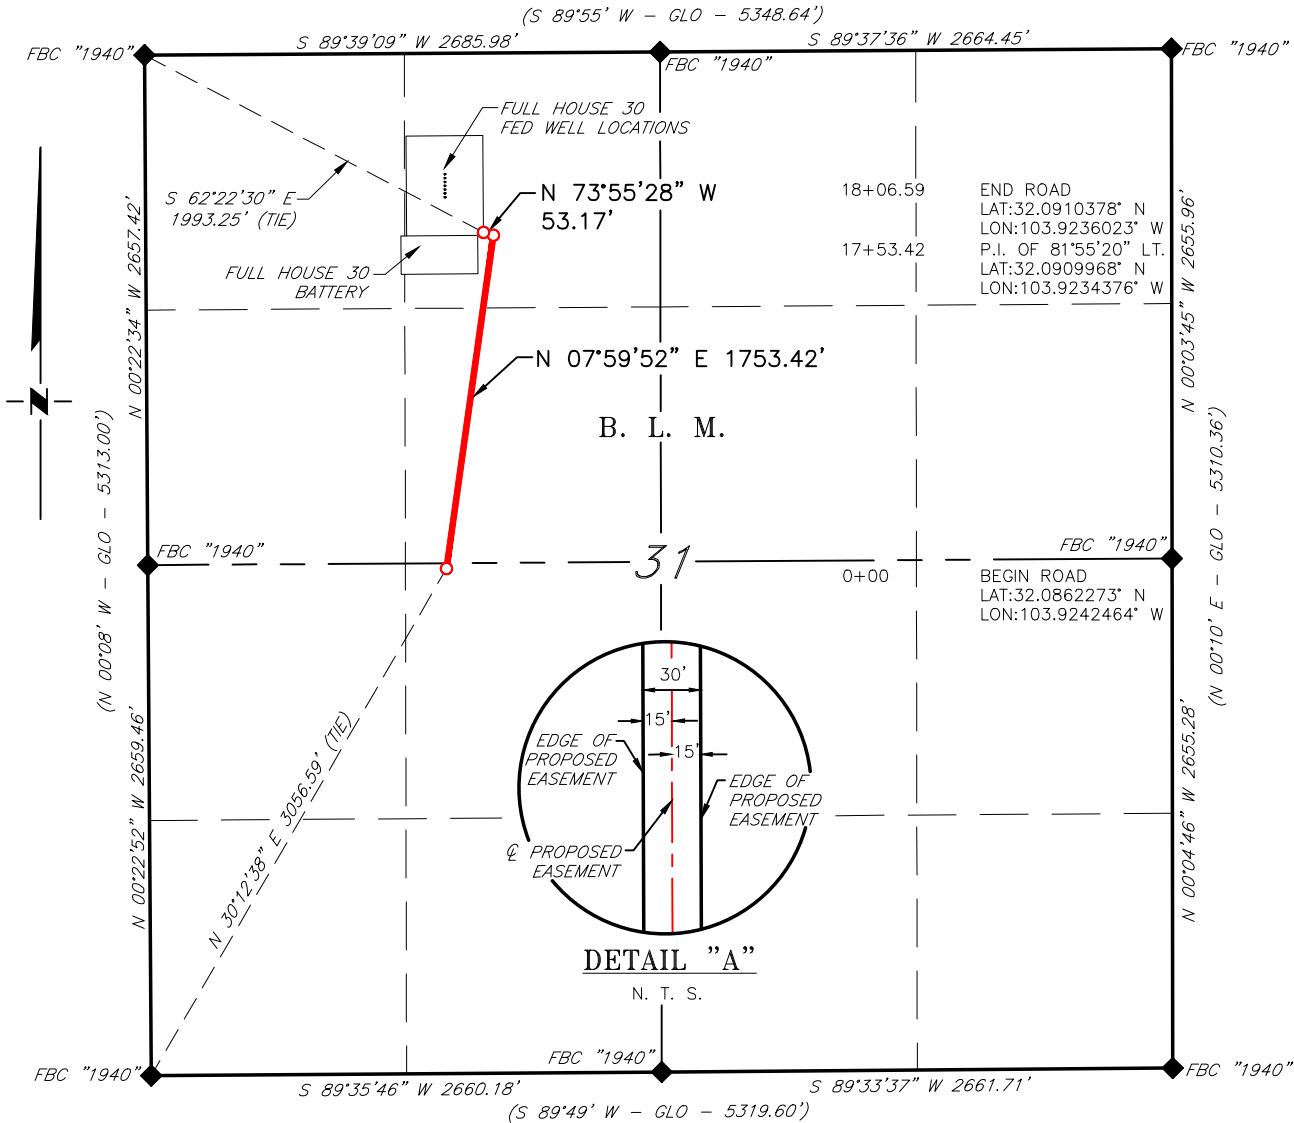 (S 89°55' W - GLO - 5348.64')
S 89°39'09" W 2685.98'
S 89°37'36" W 2664.45'
FBC "1940"
FBC "1940"
FBC "1940"
FULL HOUSE 30
FED WELL LOCATIONS
S 62°22'30" E
1993.25' (TIE)
N 73°55'28" W
53.17'
18+06.59 END ROAD
LAT:32.0910378° N
LON:103.9236023° W
17+53.42 P.I. OF 81°55'20" LT.
LAT:32.0909968° N
LON:103.9234376° W
FULL HOUSE 30
BATTERY
N 00°22'34" W 2657.42'
N 00°03'45" W 2655.96'
N 07°59'52" E 1753.42'
N
B. L. M.
(N 00°08' W - GLO - 5313.00')
(N 00°10' E - GLO - 5310.36')
FBC "1940"
31
FBC "1940"
0+00 BEGIN ROAD
LAT:32.0862273° N
LON:103.9242464° W
30'
15'
15'
EDGE OF
PROPOSED
EASEMENT
EDGE OF
PROPOSED
EASEMENT
℄ PROPOSED
EASEMENT
N 00°22'52" W 2659.46'
N 30°12'38" E 3056.59' (TIE)
N 00°04'46" W 2655.28'
DETAIL "A"
N. T. S.
FBC "1940"
FBC "1940"
FBC "1940"
S 89°35'46" W 2660.18'
S 89°33'37" W 2661.71'
(S 89°49' W - GLO - 5319.60')